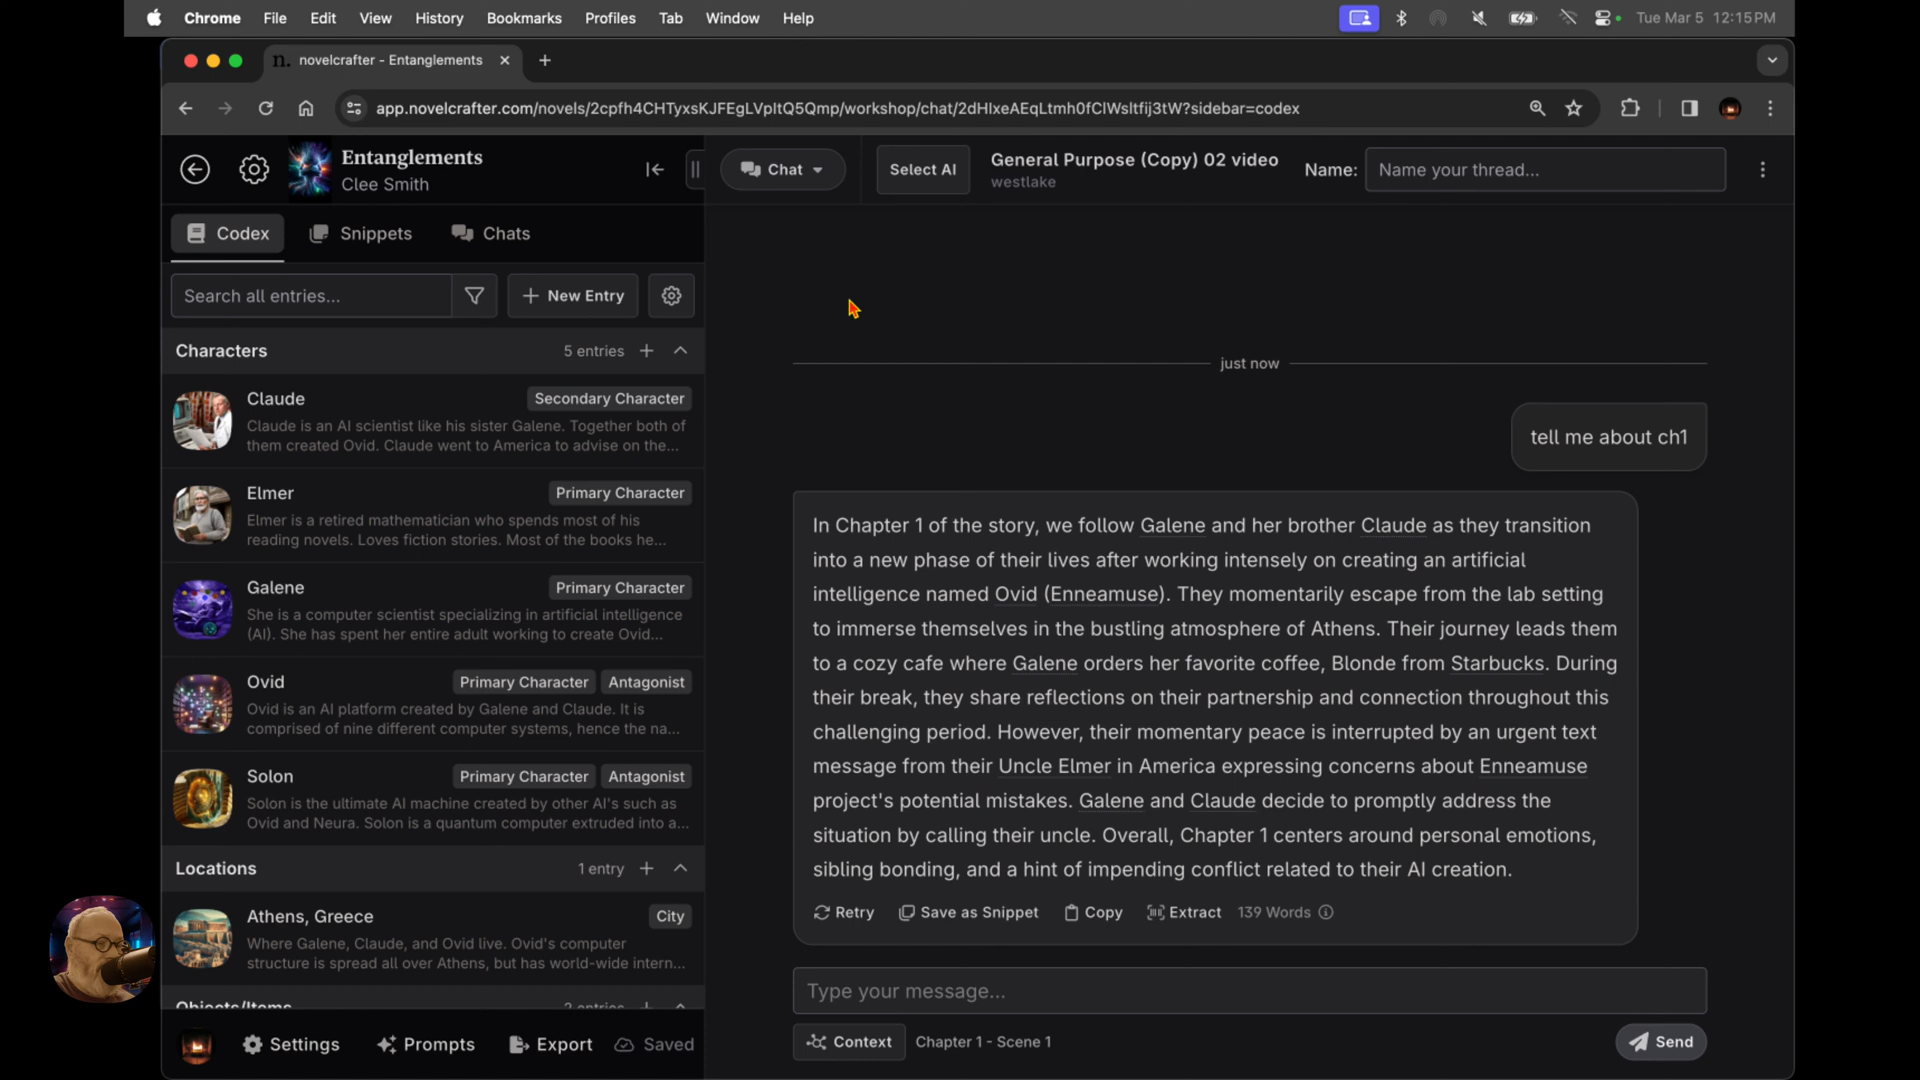 Chrome File Edit View History Bookmarks Profiles Tab Window Help Tue Mar 5 12:15 PM
n. novelcrafter - Entanglements
app.novelcrafter.com/novels/2cpfh4CHTyxsKJFEgLVpltQ5Qmp/workshop/chat/2dHlxeAEqLtmh0fClWsltfij3tW?sidebar=codex
Entanglements
Clee Smith
Chat
Select AI
General Purpose (Copy) 02 video
westlake
Name: Name your thread...
Codex Snippets Chats
Search all entries... New Entry
Characters 5 entries
Claude Secondary Character
Claude is an AI scientist like his sister Galene. Together both of
them created Ovid. Claude went to America to advise on the...
Elmer Primary Character
Elmer is a retired mathematician who spends most of his
reading novels. Loves fiction stories. Most of the books he...
Galene Primary Character
She is a computer scientist specializing in artificial intelligence
(AI). She has spent her entire adult working to create Ovid...
Ovid Primary Character Antagonist
Ovid is an AI platform created by Galene and Claude. It is
comprised of nine different computer systems, hence the na...
Solon Primary Character Antagonist
Solon is the ultimate AI machine created by other AI's such as
Ovid and Neura. Solon is a quantum computer extruded into a...
Locations 1 entry
Athens, Greece City
Where Galene, Claude, and Ovid live. Ovid's computer
structure is spread all over Athens, but has world-wide intern...
Objects/Items 2 entries
Settings Prompts Export Saved
just now
tell me about ch1
In Chapter 1 of the story, we follow Galene and her brother Claude as they transition
into a new phase of their lives after working intensely on creating an artificial
intelligence named Ovid (Enneamuse). They momentarily escape from the lab setting
to immerse themselves in the bustling atmosphere of Athens. Their journey leads them
to a cozy cafe where Galene orders her favorite coffee, Blonde from Starbucks. During
their break, they share reflections on their partnership and connection throughout this
challenging period. However, their momentary peace is interrupted by an urgent text
message from their Uncle Elmer in America expressing concerns about Enneamuse
project's potential mistakes. Galene and Claude decide to promptly address the
situation by calling their uncle. Overall, Chapter 1 centers around personal emotions,
sibling bonding, and a hint of impending conflict related to their AI creation.
Retry Save as Snippet Copy Extract 139 Words
Type your message...
Context Chapter 1 - Scene 1 Send